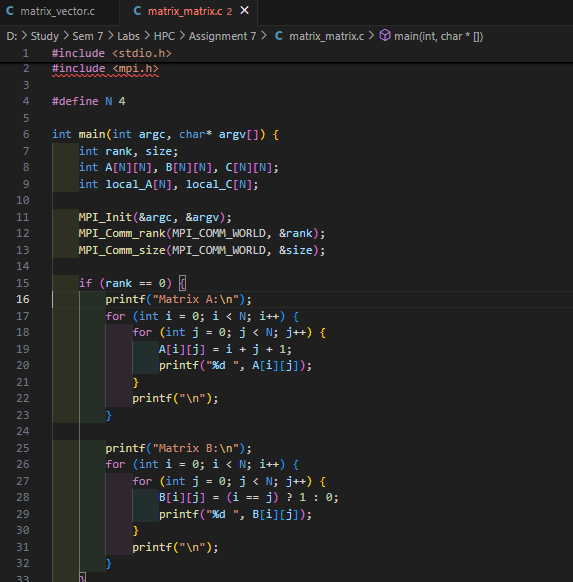 matrix_vector.c
matrix_matrix.c 2
D: > Study > Sem 7 > Labs > HPC > Assignment 7 > matrix_matrix.c > main(int, char * [])
1 #include <stdio.h>
2 #include <mpi.h>
3
4 #define N 4
5
6 int main(int argc, char* argv[]) {
7 int rank, size;
8 int A[N][N], B[N][N], C[N][N];
9 int local_A[N], local_C[N];
10
11 MPI_Init(&argc, &argv);
12 MPI_Comm_rank(MPI_COMM_WORLD, &rank);
13 MPI_Comm_size(MPI_COMM_WORLD, &size);
14
15 if (rank == 0) {
16 printf("Matrix A:\n");
17 for (int i = 0; i < N; i++) {
18 for (int j = 0; j < N; j++) {
19 A[i][j] = i + j + 1;
20 printf("%d ", A[i][j]);
21 }
22 printf("\n");
23 }
24
25 printf("Matrix B:\n");
26 for (int i = 0; i < N; i++) {
27 for (int j = 0; j < N; j++) {
28 B[i][j] = (i == j) ? 1 : 0;
29 printf("%d ", B[i][j]);
30 }
31 printf("\n");
32 }
33 }